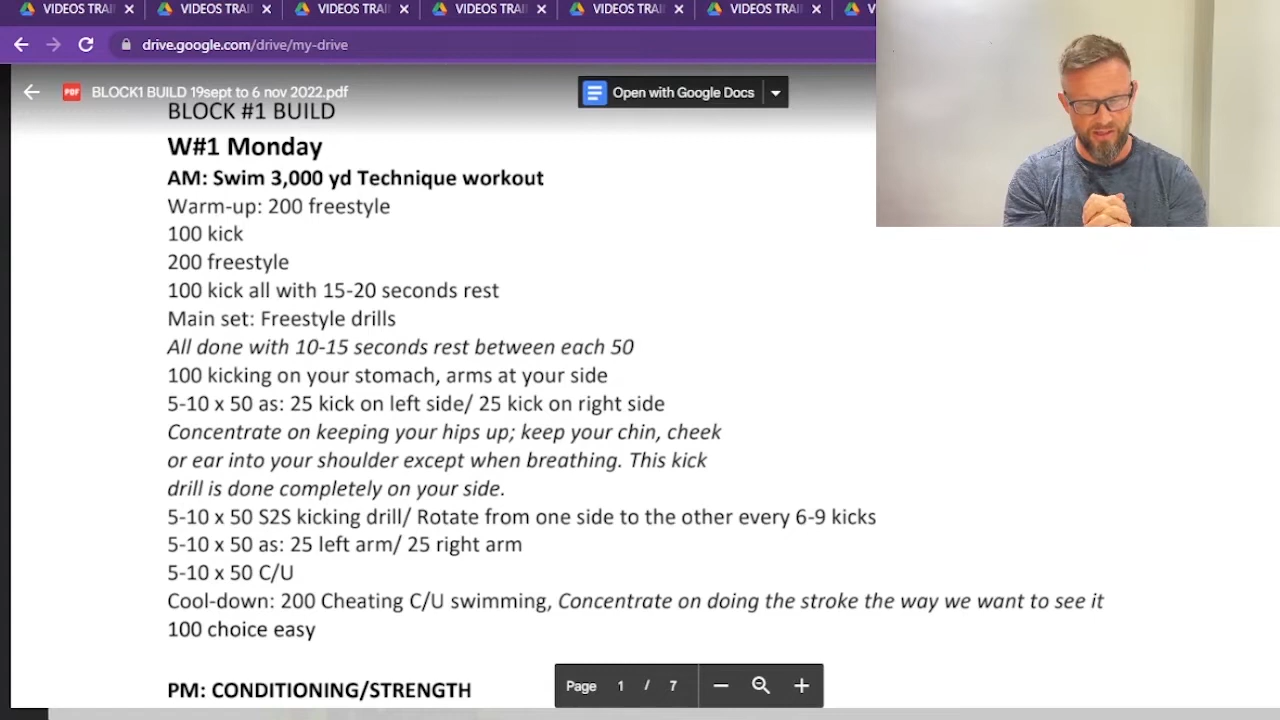 VIDEOS TRAI
VIDEOS TRAI
VIDEOS TRAI
VIDEOS TRAI
VIDEOS TRAI
VIDEOS TRAI
V
drive.google.com/drive/my-drive
PDF
BLOCK1 BUILD 19sept to 6 nov 2022.pdf
Open with Google Docs
BLOCK #1 BUILD
W#1 Monday
AM: Swim 3,000 yd Technique workout
Warm-up: 200 freestyle
100 kick
200 freestyle
100 kick all with 15-20 seconds rest
Main set: Freestyle drills
All done with 10-15 seconds rest between each 50
100 kicking on your stomach, arms at your side
5-10 x 50 as: 25 kick on left side/ 25 kick on right side
Concentrate on keeping your hips up; keep your chin, cheek
or ear into your shoulder except when breathing. This kick
drill is done completely on your side.
5-10 x 50 S2S kicking drill/ Rotate from one side to the other every 6-9 kicks
5-10 x 50 as: 25 left arm/ 25 right arm
5-10 x 50 C/U
Cool-down: 200 Cheating C/U swimming, Concentrate on doing the stroke the way we want to see it
100 choice easy
PM: CONDITIONING/STRENGTH
Page 1 / 7